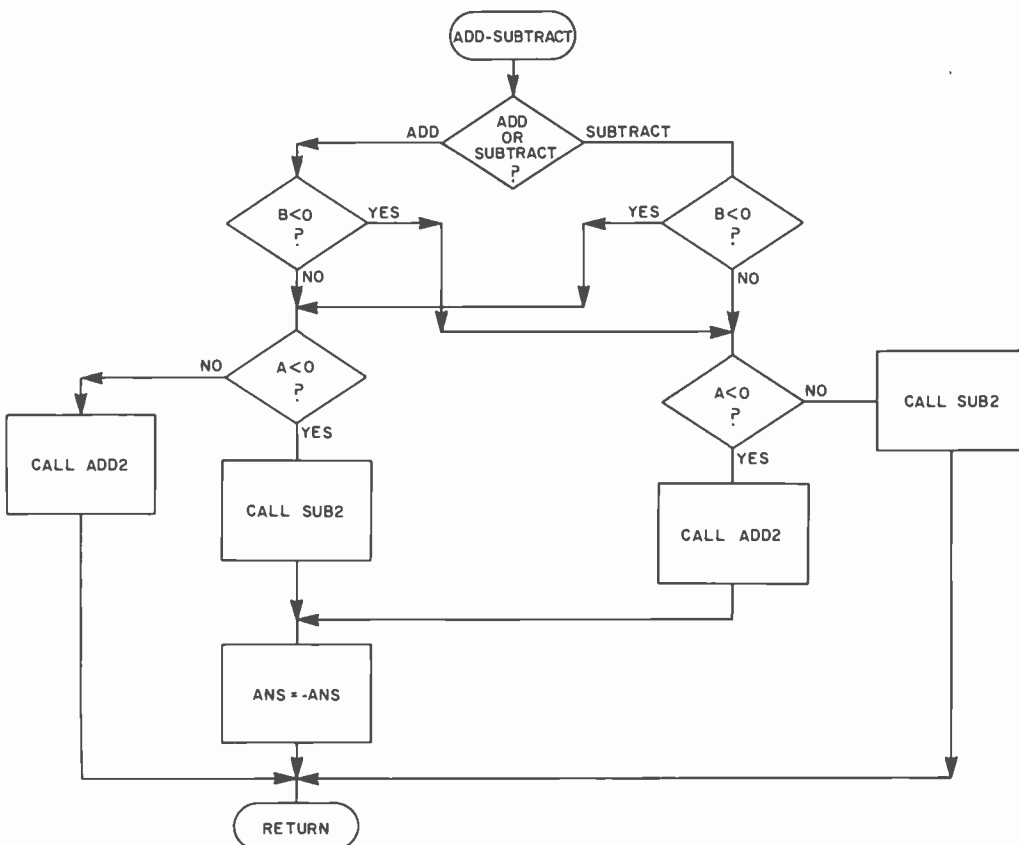 ADD-SUBTRACT
ADD
ADD
OR
SUBTRACT
?
SUBTRACT
B<0
?
YES
NO
YES
B<0
?
NO
NO
A<0
?
YES
A<0
?
NO
YES
CALL SUB2
CALL ADD2
CALL SUB2
CALL ADD2
ANS = -ANS
RETURN